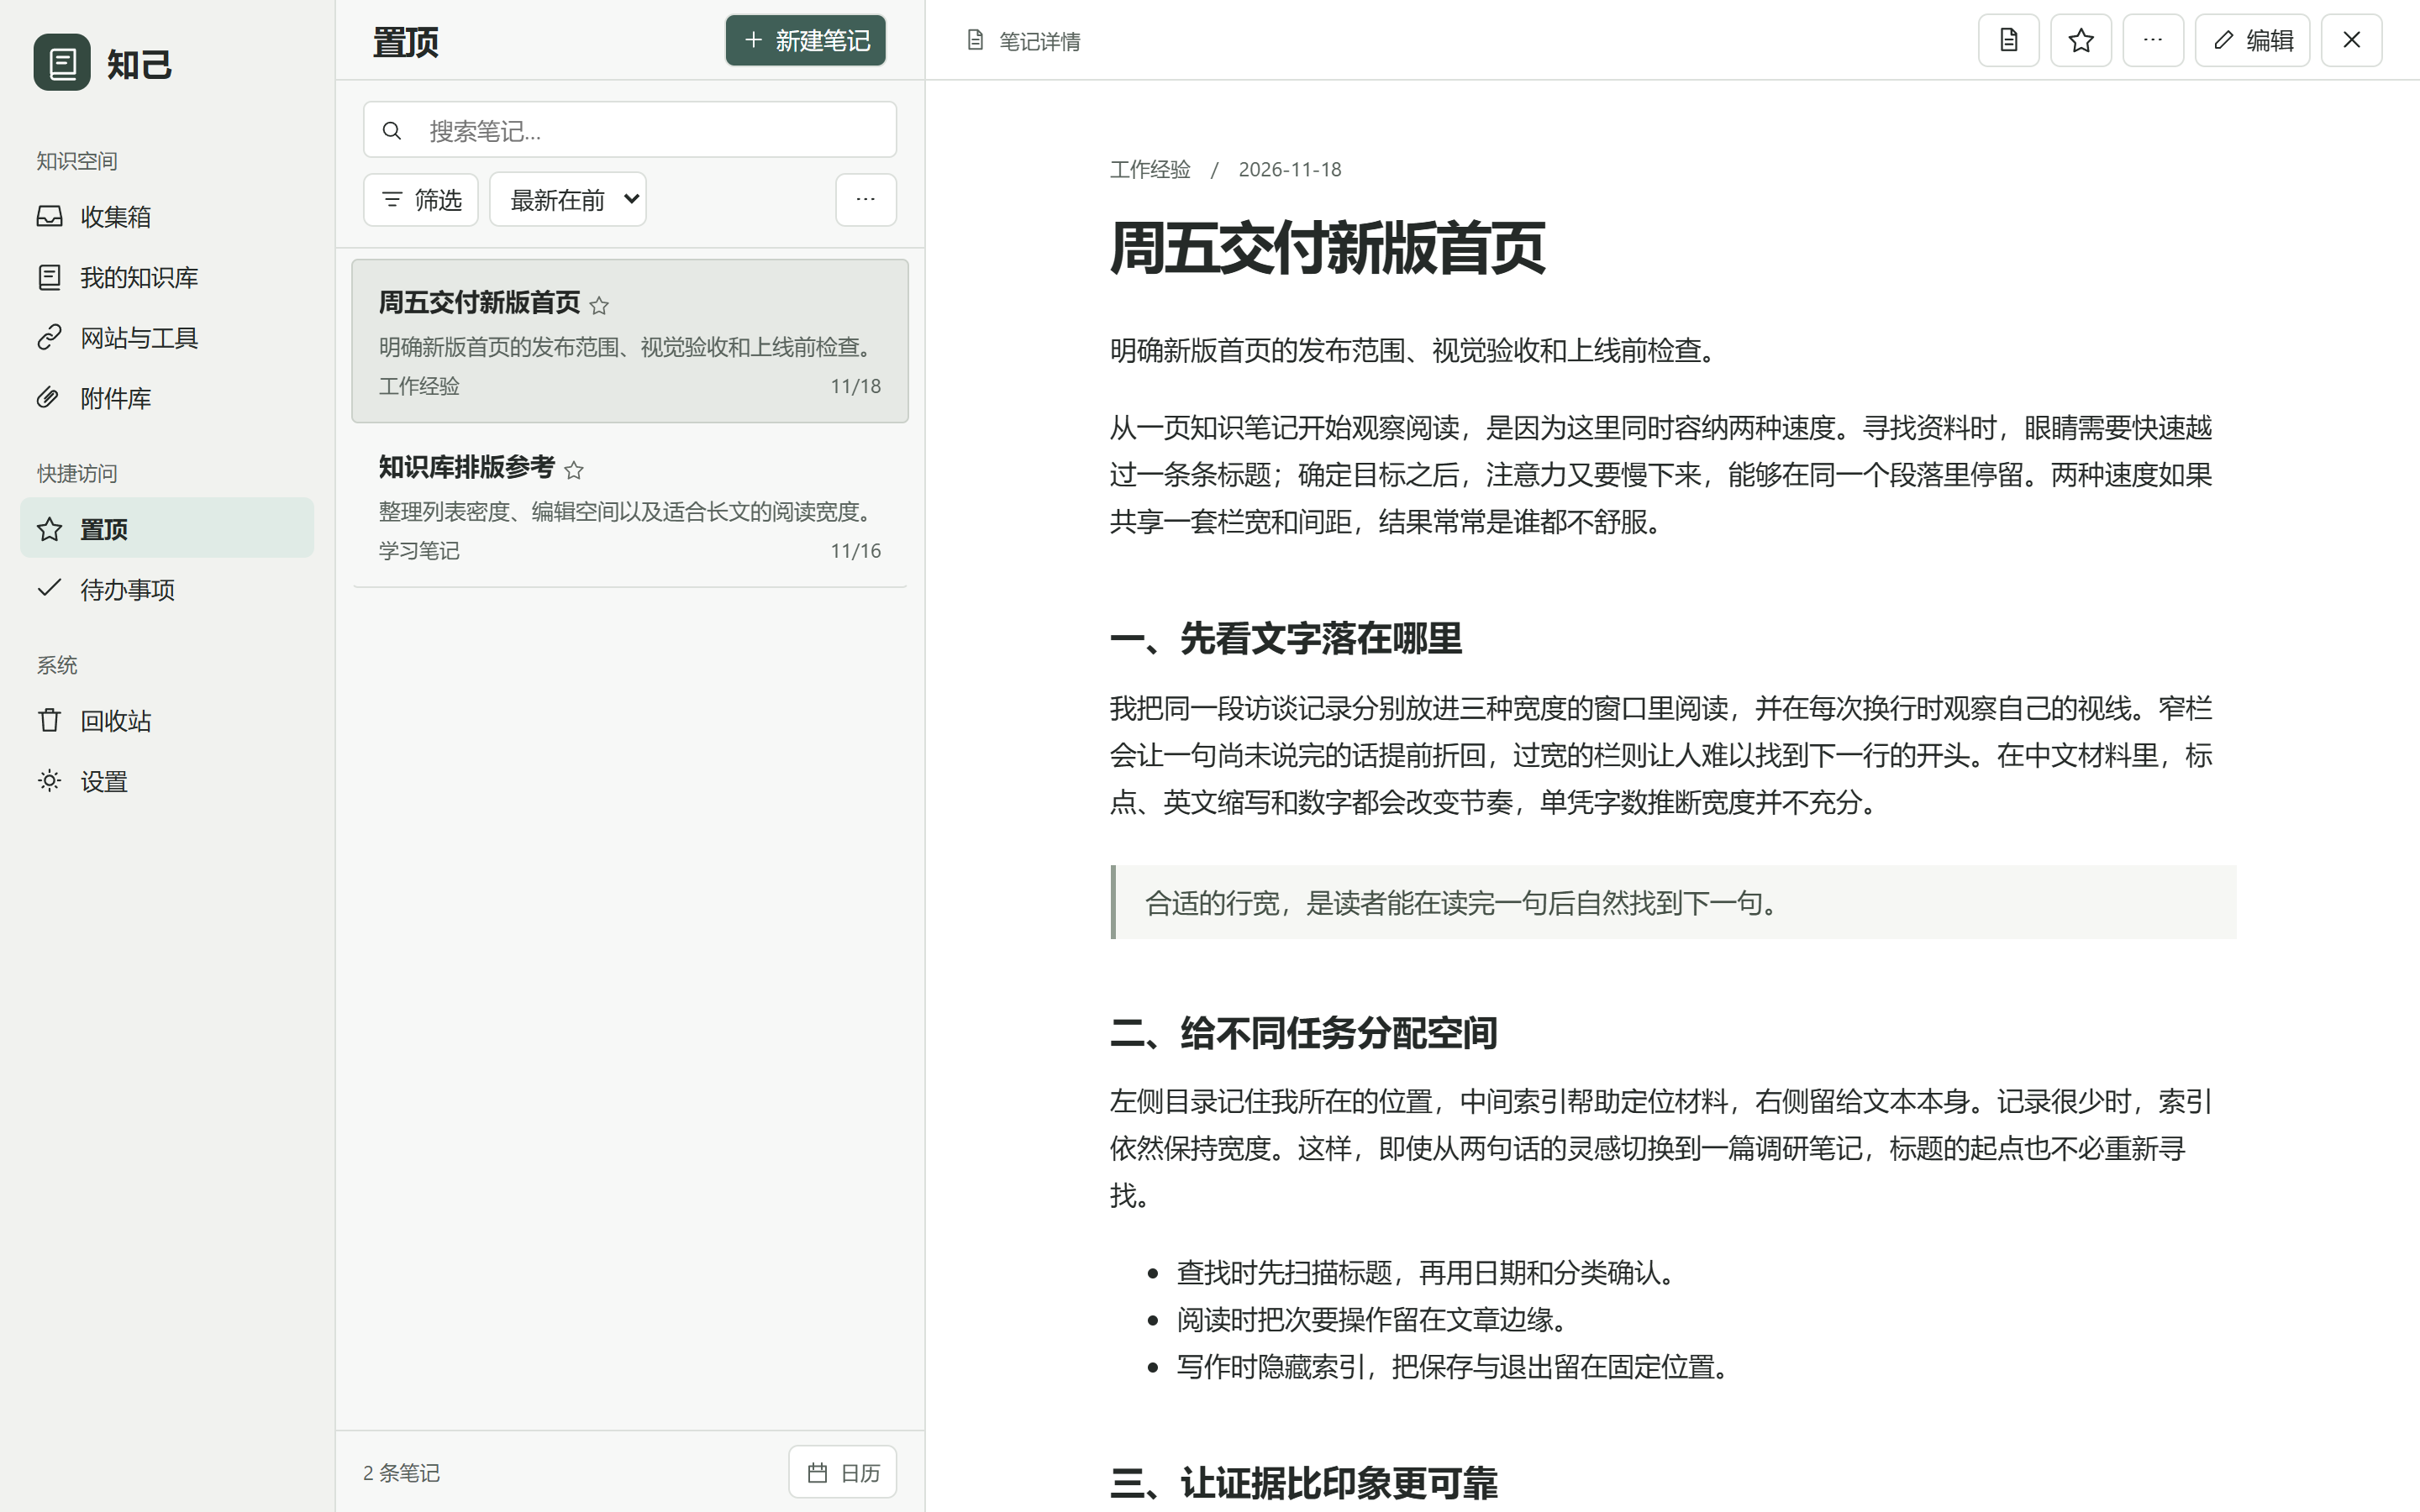 知己
知识空间
收集箱
我的知识库
网站与工具
附件库
快捷访问
置顶
待办事项
系统
回收站
设置
置顶
新建笔记
搜索笔记...
筛选
最新在前
周五交付新版首页
明确新版首页的发布范围、视觉验收和上线前检查。
工作经验 11/18
知识库排版参考
整理列表密度、编辑空间以及适合长文的阅读宽度。
学习笔记 11/16
2 条笔记
日历
笔记详情
编辑
工作经验 / 2026-11-18
周五交付新版首页
明确新版首页的发布范围、视觉验收和上线前检查。
从一页知识笔记开始观察阅读，是因为这里同时容纳两种速度。寻找资料时，眼睛需要快速越
过一条条标题；确定目标之后，注意力又要慢下来，能够在同一个段落里停留。两种速度如果
共享一套栏宽和间距，结果常常是谁都不舒服。
一、先看文字落在哪里
我把同一段访谈记录分别放进三种宽度的窗口里阅读，并在每次换行时观察自己的视线。窄栏
会让一句尚未说完的话提前折回，过宽的栏则让人难以找到下一行的开头。在中文材料里，标
点、英文缩写和数字都会改变节奏，单凭字数推断宽度并不充分。
合适的行宽，是读者能在读完一句后自然找到下一句。
二、给不同任务分配空间
左侧目录记住我所在的位置，中间索引帮助定位材料，右侧留给文本本身。记录很少时，索引
依然保持宽度。这样，即使从两句话的灵感切换到一篇调研笔记，标题的起点也不必重新寻
找。
• 查找时先扫描标题，再用日期和分类确认。
• 阅读时把次要操作留在文章边缘。
• 写作时隐藏索引，把保存与退出留在固定位置。
三、让证据比印象更可靠